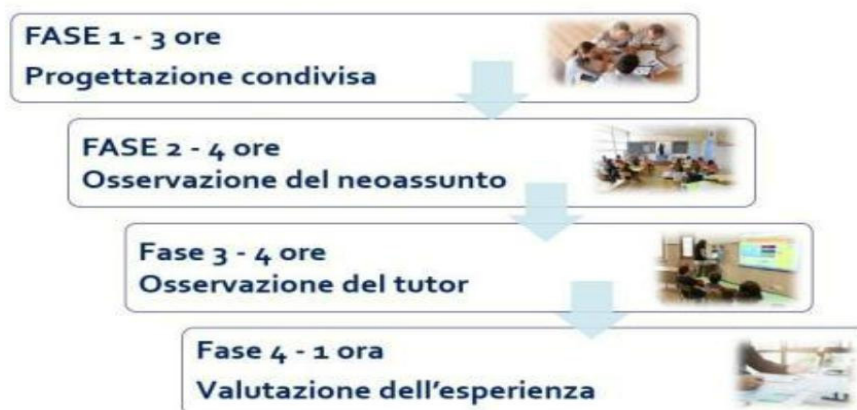 FASE 1 - 3 ore
Progettazione condivisa
FASE 2 - 4 ore
Osservazione del neoassunto
Fase 3 - 4 ore
Osservazione del tutor
Fase 4 - 1 ora
Valutazione dell'esperienza